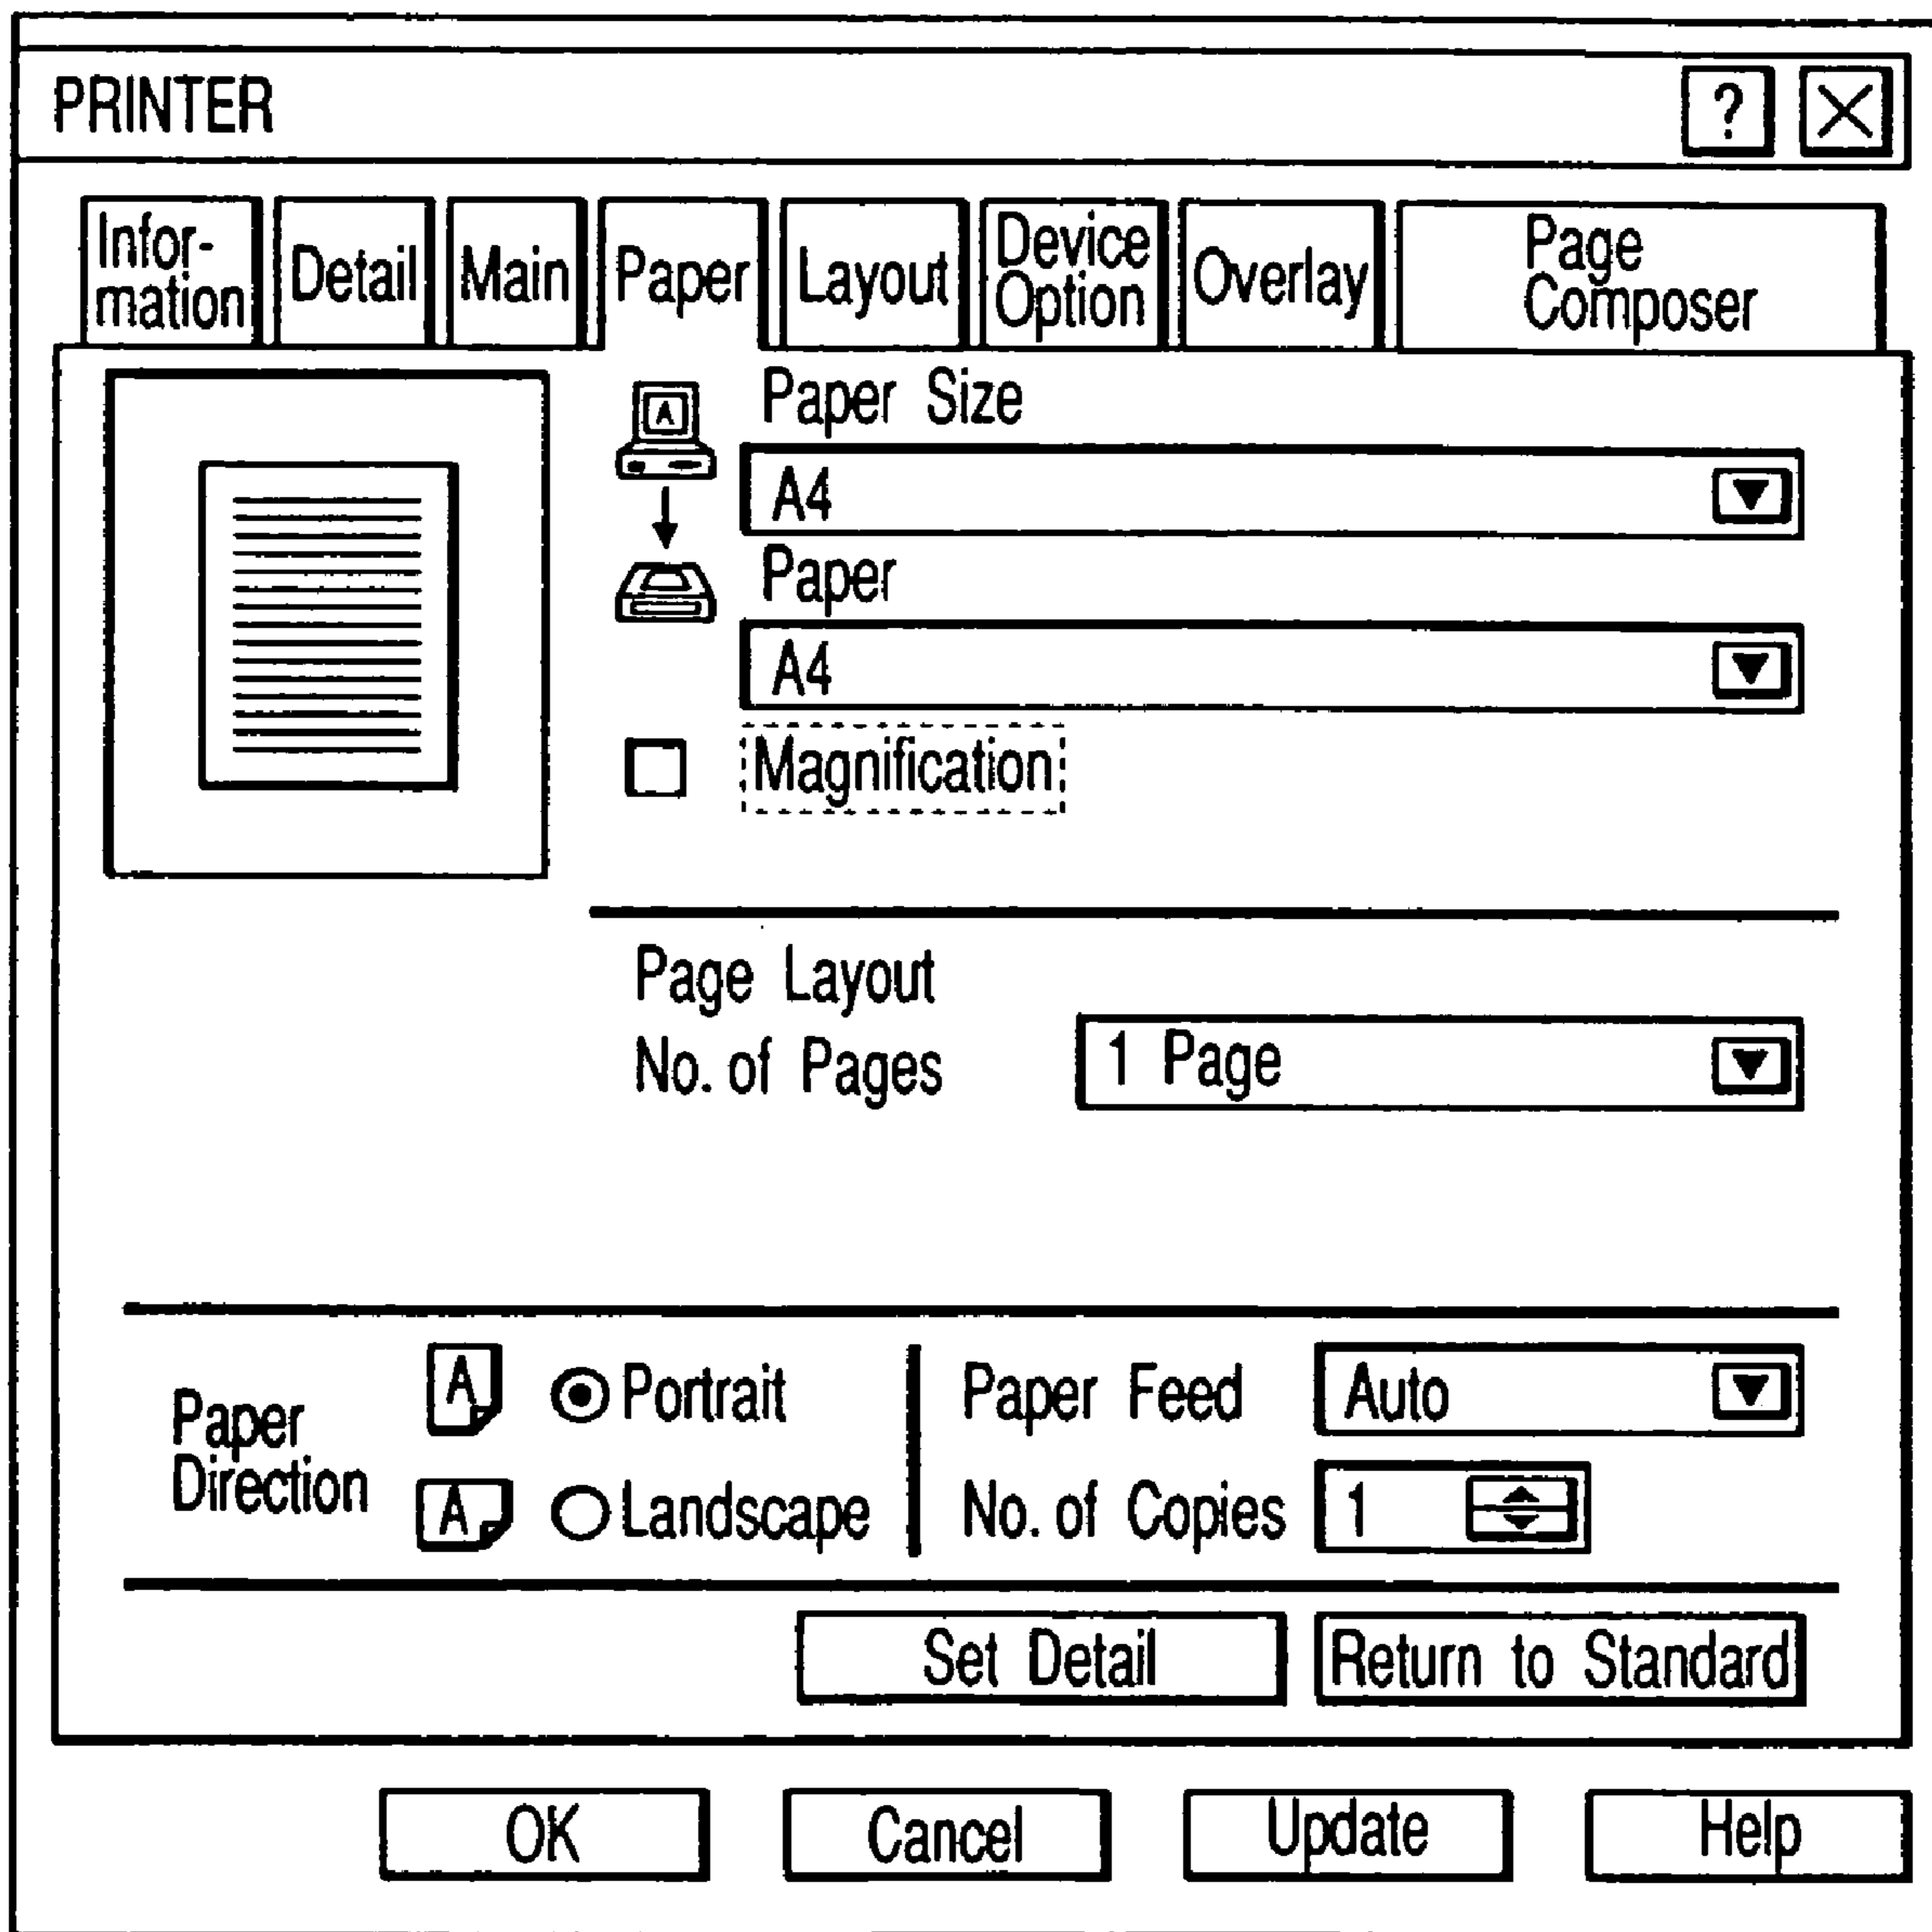 PRINTER ?
Infor-
mation
Detail
Main
Paper
Layout
Device
Option
Overlay
Page
Composer
A
Paper Size
A4
Paper
A4
Magnification
Page Layout
No. of Pages 1 Page
Paper
Direction
A Portrait
A Landscape
Paper Feed Auto
No. of Copies 1
Set Detail Return to Standard
OK Cancel Update Help